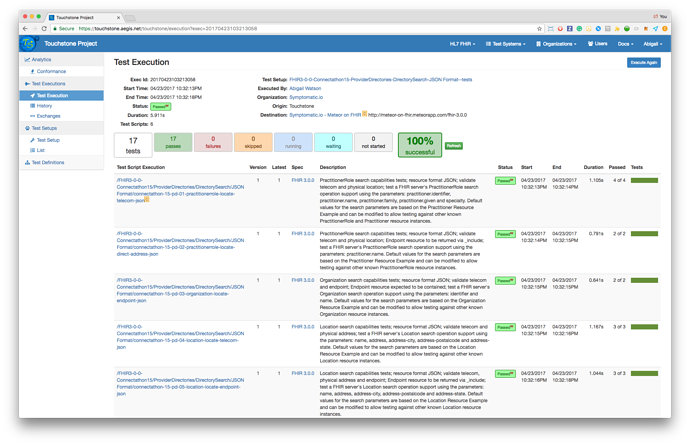 Touchstone Project
You
Secure https://touchstone.aegis.net/touchstone/execution?exec=20170423103213058
Touchstone Project
HL7 FHIR
Test Systems
Organizations
Users
Docs
Abigail
Analytics
Conformance
Test Executions
Test Execution
History
Exchanges
Test Setups
Test Setup
List
Test Definitions
Test Execution
Execute Again
Exec Id: 20170423103213058
Start Time: 04/23/2017 10:32:13PM
End Time: 04/23/2017 10:32:18PM
Status: Passed
Duration: 5.911s
Test Scripts: 6
Test Setup: FHIR3-0-0-Connectathon15-ProviderDirectories-DirectorySearch-JSON Format--tests
Executed By: Abigail Watson
Organization: Symptomatic.io
Origin: Touchstone
Destination: Symptomatic.io - Meteor on FHIR http://meteor-on-fhir.meteorapp.com/fhir-3.0.0
17 tests
17 passes
0 failures
0 skipped
0 running
0 waiting
0 not started
100% successful
Refresh
Test Script Execution Version Latest Spec Description Status Start End Duration Passed Tests
/FHIR3-0-0-
Connectathon15/ProviderDirectories/DirectorySearch/JSON
Format/connectathon-15-pd-01-practitionerrole-locate-
telecom-json
1 1 FHIR 3.0.0
PractitionerRole search capabilities tests; resource format JSON; validate
telecom and physical location; test a FHIR server's PractitionerRole search
operation support using the parameters: practitioner.identifier,
practitioner.name, practitioner.family, practitioner.given and specialty. Default
values for the search parameters are based on the Practitioner Resource
Example and can be modified to allow testing against other known
PractitionerRole and Practitioner resource instances.
Passed 04/23/2017 10:32:13PM 04/23/2017 10:32:14PM 1.105s 4 of 4
/FHIR3-0-0-
Connectathon15/ProviderDirectories/DirectorySearch/JSON
Format/connectathon-15-pd-02-practitionerrole-locate-
direct-address-json
1 1 FHIR 3.0.0
PractitionerRole search capabilities tests; resource format JSON; validate
telecom and physical location; Endpoint resource to be returned via _include;
test a FHIR server's PractitionerRole search operation support using the
parameters: practitioner.name. Default values for the search parameters are
based on the Practitioner Resource Example and can be modified to allow
testing against other known PractitionerRole resource instances.
Passed 04/23/2017 10:32:14PM 04/23/2017 10:32:15PM 0.791s 2 of 2
/FHIR3-0-0-
Connectathon15/ProviderDirectories/DirectorySearch/JSON
Format/connectathon-15-pd-03-organization-locate-
endpoint-json
1 1 FHIR 3.0.0
Organization search capabilities tests; resource format JSON; validate
telecom and endpoint, Endpoint resource expected to be contained; test a FHIR server's
Organization search operation support using the parameters: identifier and
name. Default values for the search parameters are based on the Organization
Resource Example and can be modified to allow testing against other known
Organization resource instances.
Passed 04/23/2017 10:32:15PM 04/23/2017 10:32:15PM 0.641s 2 of 2
/FHIR3-0-0-
Connectathon15/ProviderDirectories/DirectorySearch/JSON
Format/connectathon-15-pd-04-location-locate-telecom-
json
1 1 FHIR 3.0.0
Location search capabilities tests; resource format JSON; validate telecom
and physical address; test a FHIR server's Location search operation support
using the parameters: name, address, address-city, address-postalcode and
address-state. Default values for the search parameters are based on the
Location Resource Example and can be modified to allow testing against other
known Location resource instances.
Passed 04/23/2017 10:32:15PM 04/23/2017 10:32:16PM 1.167s 3 of 3
/FHIR3-0-0-
Connectathon15/ProviderDirectories/DirectorySearch/JSON
Format/connectathon-15-pd-05-location-locate-endpoint-
json
1 1 FHIR 3.0.0
Location search capabilities tests; resource format JSON; validate telecom,
physical address and endpoint; Endpoint resource to be returned via _include;
test a FHIR server's Location search operation support using the parameters:
name, address, address-city, address-postalcode and address-state. Default
values for the search parameters are based on the Location Resource Example
and can be modified to allow testing against other known
Location resource instances.
Passed 04/23/2017 10:32:16PM 04/23/2017 10:32:18PM 1.044s 3 of 3